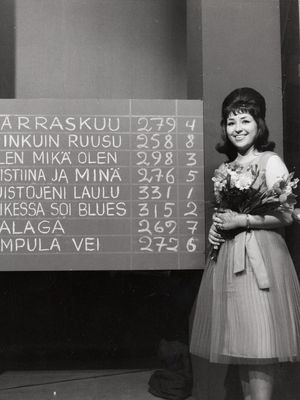 ÄRRASKUU 279 4
INKUIN RUUSU 258 8
LEN MIKÄ OLEN 298 3
ISTIINA JA MINÄ 276 5
UISTOJENI LAULU 331 1
IKESSA SOI BLUES 315 2
ALAGA 269 7
MPULA VEI 272 6